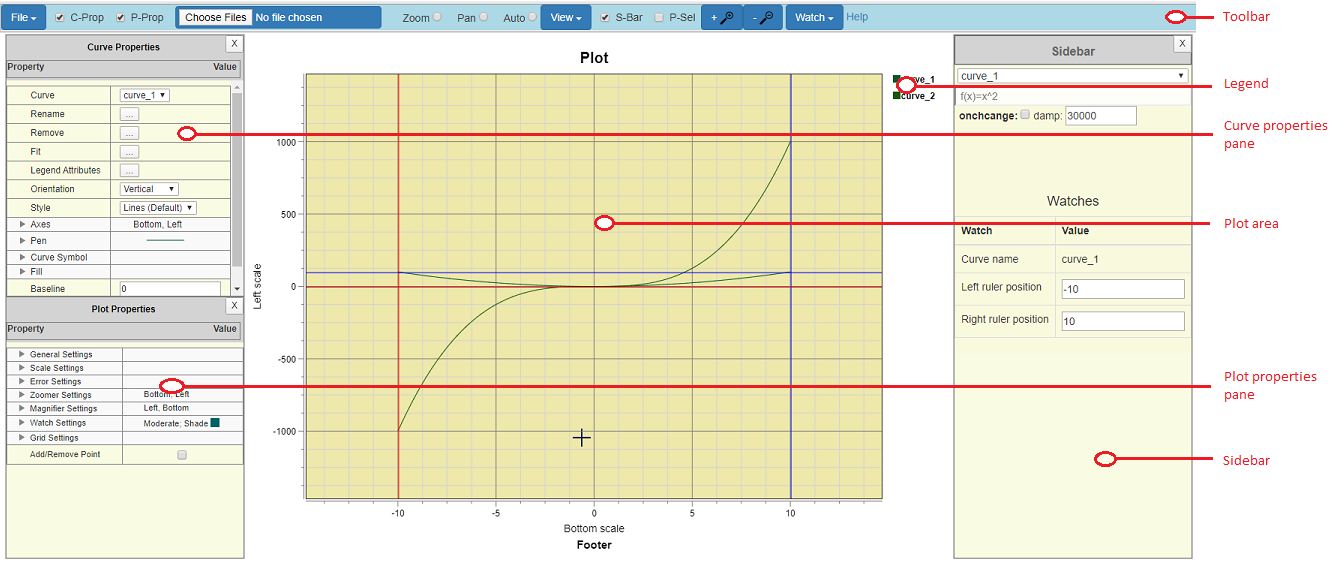 File C-Prop P-Prop Choose Files No file chosen Zoom Pan Auto View S-Bar P-Sel + - Watch Help
Toolbar
Curve Properties X
Property Value
Curve curve_1
Rename ...
Remove ...
Fit ...
Legend Attributes ...
Orientation Vertical
Style Lines (Default)
Axes Bottom, Left
Pen
Curve Symbol
Fill
Baseline 0
Plot Properties X
Property Value
General Settings
Scale Settings
Error Settings
Zoomer Settings Bottom, Left
Magnifier Settings Left, Bottom
Watch Settings Moderate; Shade
Grid Settings
Add/Remove Point
Plot
Left scale
1000
500
0
-500
-1000
-10 -5 0 5 10
Bottom scale
Footer
curve_1
curve_2
Sidebar X
curve_1
f(x)=x^2
onchcange: damp: 30000
Watches
Watch Value
Curve name curve_1
Left ruler position -10
Right ruler position 10
Legend
Curve properties
pane
Plot area
Plot properties
pane
Sidebar